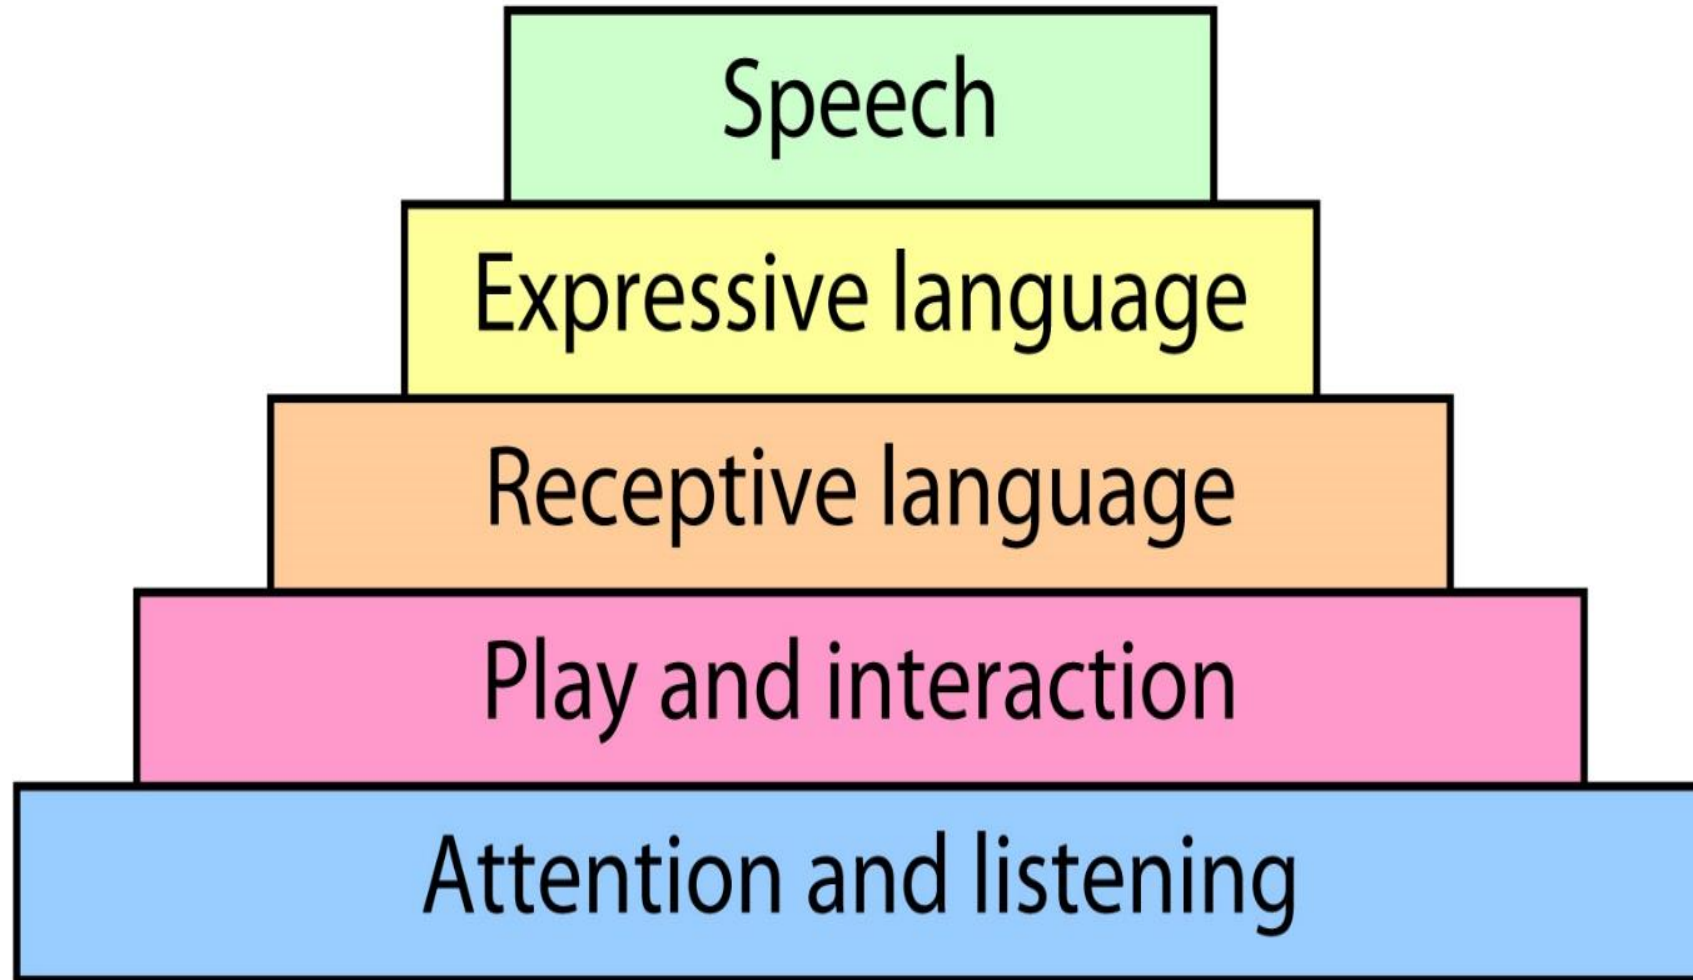 Speech
Expressive language
Receptive language
Play and interaction
Attention and listening